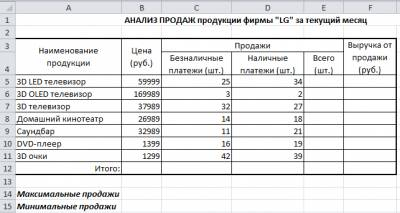 A B C D E F
1 АНАЛИЗ ПРОДАЖ продукции фирмы "LG" за текущий месяц
2
3 Наименование продукции Цена (руб.) Продажи Выручка от продажи (руб.)
4 Безналичные платежи (шт.) Наличные платежи (шт.) Всего (шт.)
5 3D LED телевизор 59999 25 34
6 3D OLED телевизор 169989 3 2
7 3D телевизор 37989 32 27
8 Домашний кинотеатр 26989 14 18
9 Саундбар 32989 11 21
10 DVD-плеер 1399 16 19
11 3D очки 1299 42 39
12 Итого:
13
14 Максимальные продажи
15 Минимальные продажи